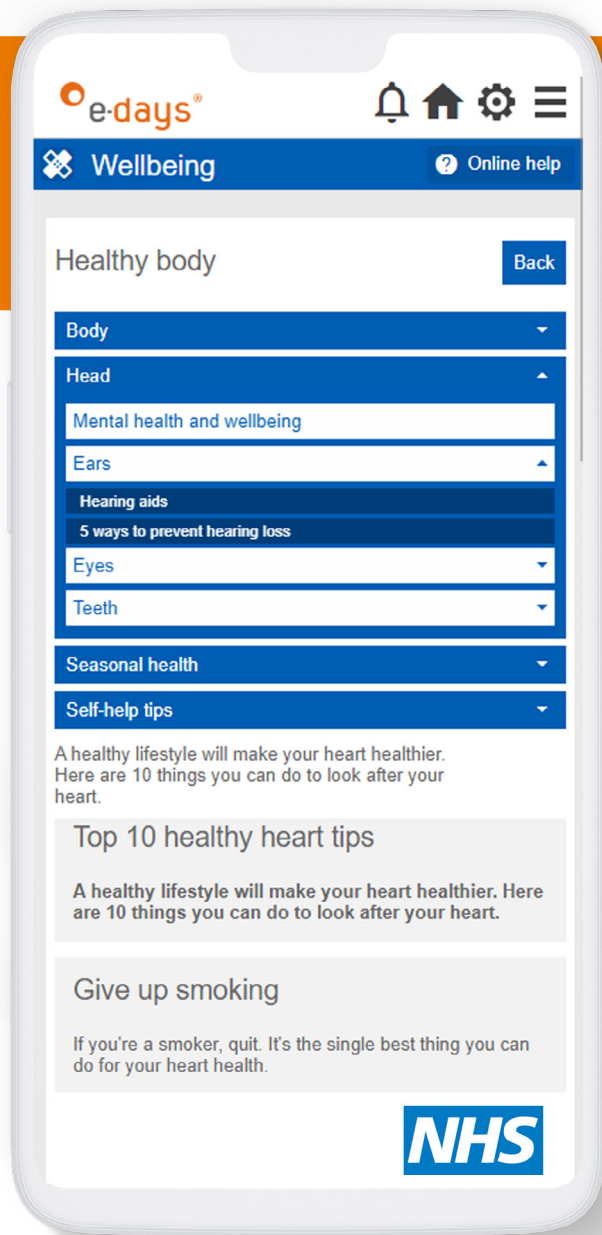 e-days®
Wellbeing
Online help
Healthy body
Back
Body
Head
Mental health and wellbeing
Ears
Hearing aids
5 ways to prevent hearing loss
Eyes
Teeth
Seasonal health
Self-help tips
A healthy lifestyle will make your heart healthier.
Here are 10 things you can do to look after your
heart.
Top 10 healthy heart tips
A healthy lifestyle will make your heart healthier. Here
are 10 things you can do to look after your heart.
Give up smoking
If you're a smoker, quit. It's the single best thing you can
do for your heart health.
NHS